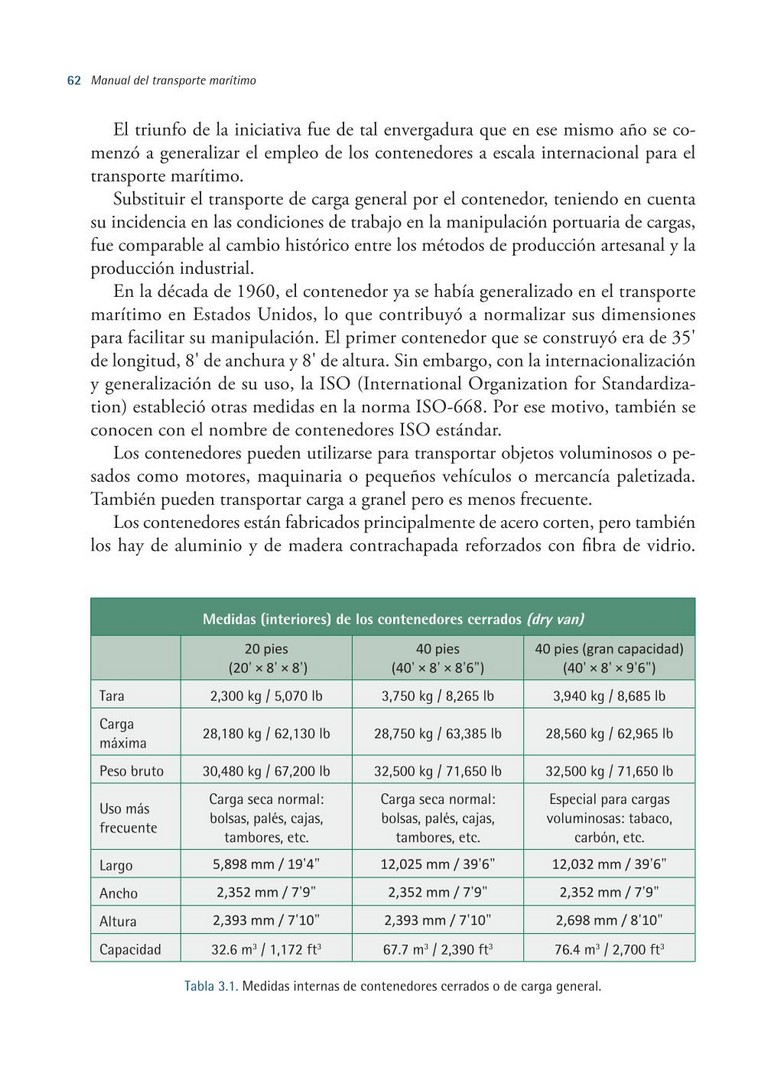 62 Manual del transporte marítimo
El triunfo de la iniciativa fue de tal envergadura que en ese mismo año se co-
menzó a generalizar el empleo de los contenedores a escala internacional para el
transporte marítimo.
Substituir el transporte de carga general por el contenedor, teniendo en cuenta
su incidencia en las condiciones de trabajo en la manipulación portuaria de cargas,
fue comparable al cambio histórico entre los métodos de producción artesanal y la
producción industrial.
En la década de 1960, el contenedor ya se había generalizado en el transporte
marítimo en Estados Unidos, lo que contribuyó a normalizar sus dimensiones
para facilitar su manipulación. El primer contenedor que se construyó era de 35'
de longitud, 8' de anchura y 8' de altura. Sin embargo, con la internacionalización
y generalización de su uso, la ISO (International Organization for Standardiza-
tion) estableció otras medidas en la norma ISO-668. Por ese motivo, también se
conocen con el nombre de contenedores ISO estándar.
Los contenedores pueden utilizarse para transportar objetos voluminosos o pe-
sados como motores, maquinaria o pequeños vehículos o mercancía paletizada.
También pueden transportar carga a granel pero es menos frecuente.
Los contenedores están fabricados principalmente de acero corten, pero también
los hay de aluminio y de madera contrachapada reforzados con fibra de vidrio.
Medidas (interiores) de los contenedores cerrados (dry van)
20 pies 40 pies 40 pies (gran capacidad)
(20' × 8' × 8') (40' × 8' × 8'6") (40' × 8' × 9'6")
Tara 2,300 kg / 5,070 lb 3,750 kg / 8,265 lb 3,940 kg / 8,685 lb
Carga
máxima 28,180 kg / 62,130 lb 28,750 kg / 63,385 lb 28,560 kg / 62,965 lb
Peso bruto 30,480 kg / 67,200 lb 32,500 kg / 71,650 lb 32,500 kg / 71,650 lb
Uso más
frecuente
Carga seca normal: Carga seca normal: Especial para cargas
bolsas, palés, cajas, bolsas, palés, cajas, voluminosas: tabaco,
tambores, etc. tambores, etc. carbón, etc.
Largo 5,898 mm / 19'4" 12,025 mm / 39'6" 12,032 mm / 39'6"
Ancho 2,352 mm / 7'9" 2,352 mm / 7'9" 2,352 mm / 7'9"
Altura 2,393 mm / 7'10" 2,393 mm / 7'10" 2,698 mm / 8'10"
Capacidad 32.6 m³ / 1,172 ft³ 67.7 m³ / 2,390 ft³ 76.4 m³ / 2,700 ft³
Tabla 3.1. Medidas internas de contenedores cerrados o de carga general.